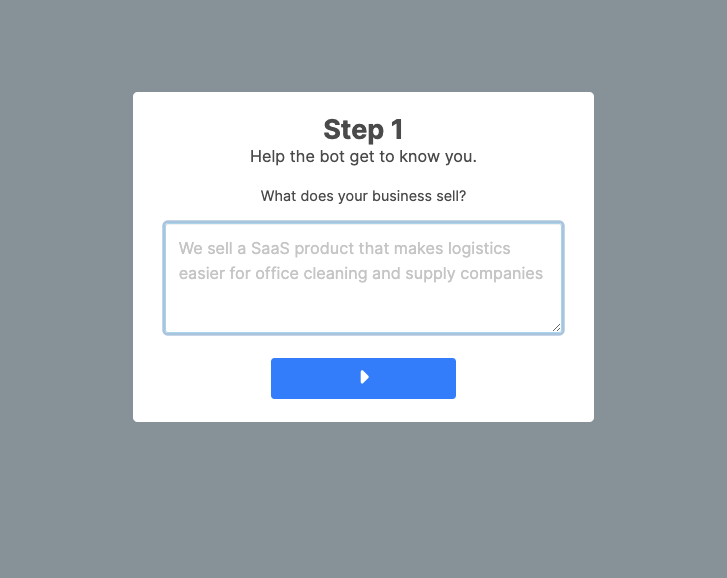 Step 1
Help the bot get to know you.
What does your business sell?
We sell a SaaS product that makes logistics
easier for office cleaning and supply companies